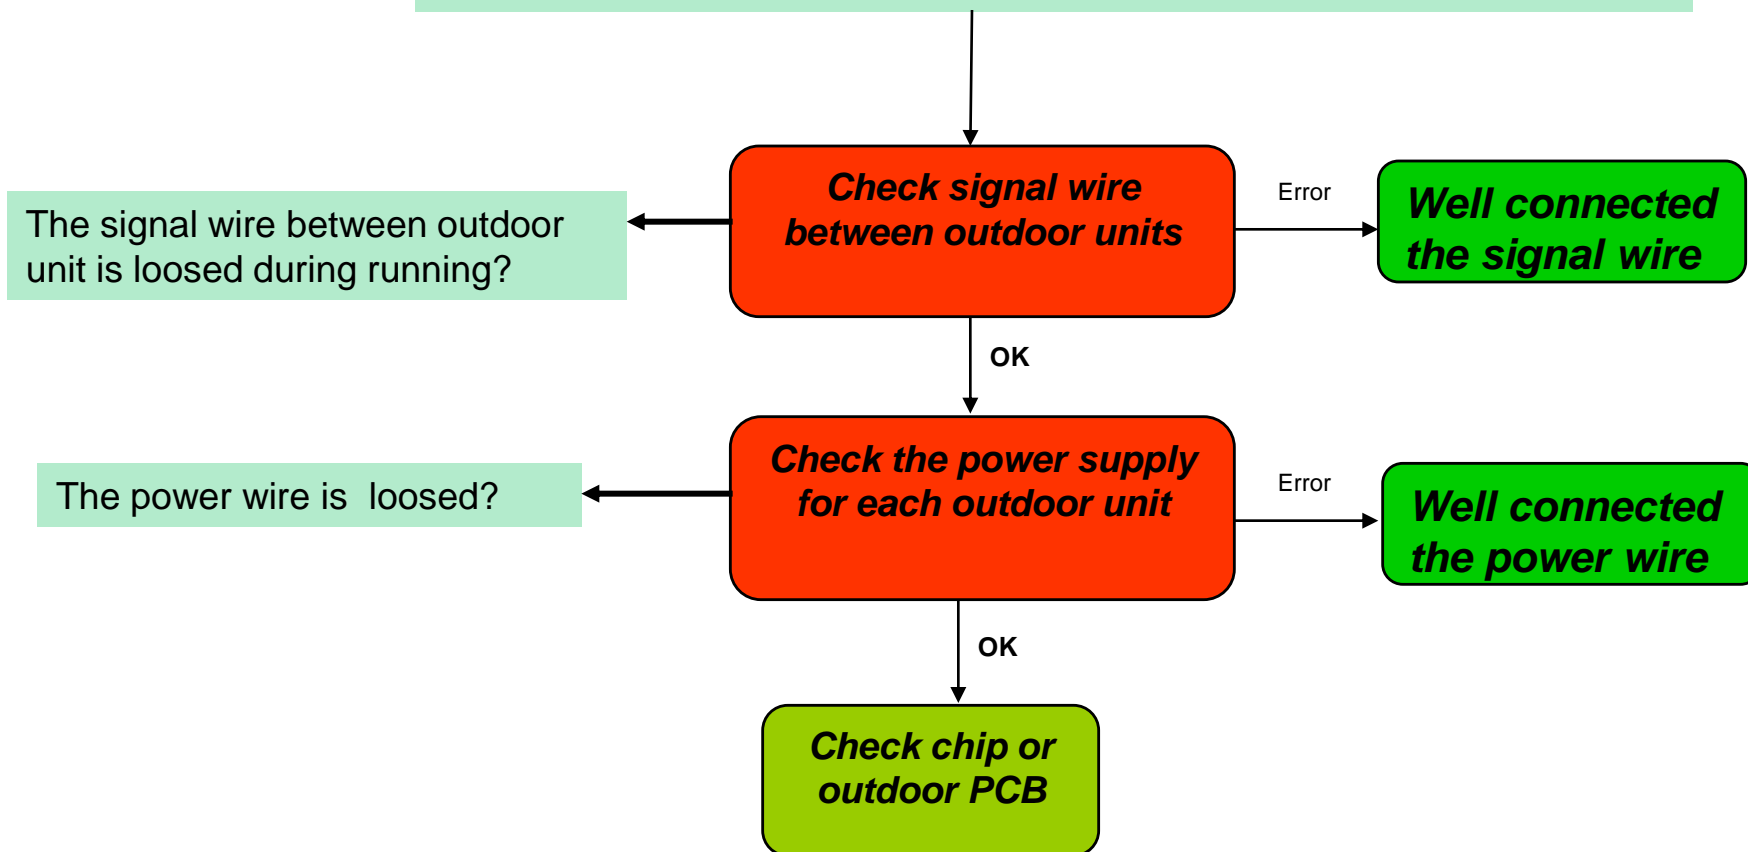 Check signal wire
between outdoor units
Error
Well connected
the signal wire
The signal wire between outdoor
unit is loosed during running?
OK
Check the power supply
for each outdoor unit
Error
Well connected
the power wire
The power wire is  loosed?
OK
Check chip or
outdoor PCB